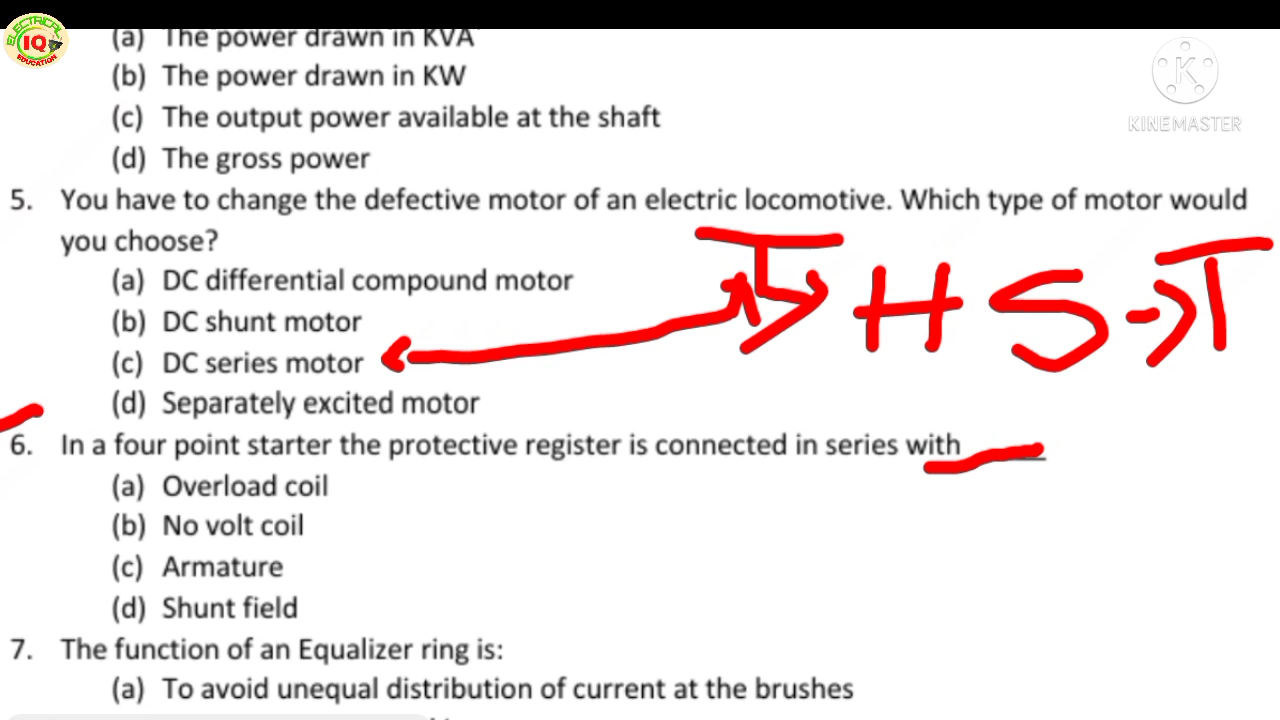 ELECTRICAL
IQ
EDUCATION
(a) The power drawn in KVA
KINEMASTER
(b) The power drawn in KW
(c) The output power available at the shaft
(d) The gross power
5. You have to change the defective motor of an electric locomotive. Which type of motor would
you choose?
(a) DC differential compound motor
(b) DC shunt motor
(c) DC series motor
(d) Separately excited motor
H S → T
6. In a four point starter the protective register is connected in series with ___
(a) Overload coil
(b) No volt coil
(c) Armature
(d) Shunt field
7. The function of an Equalizer ring is:
(a) To avoid unequal distribution of current at the brushes